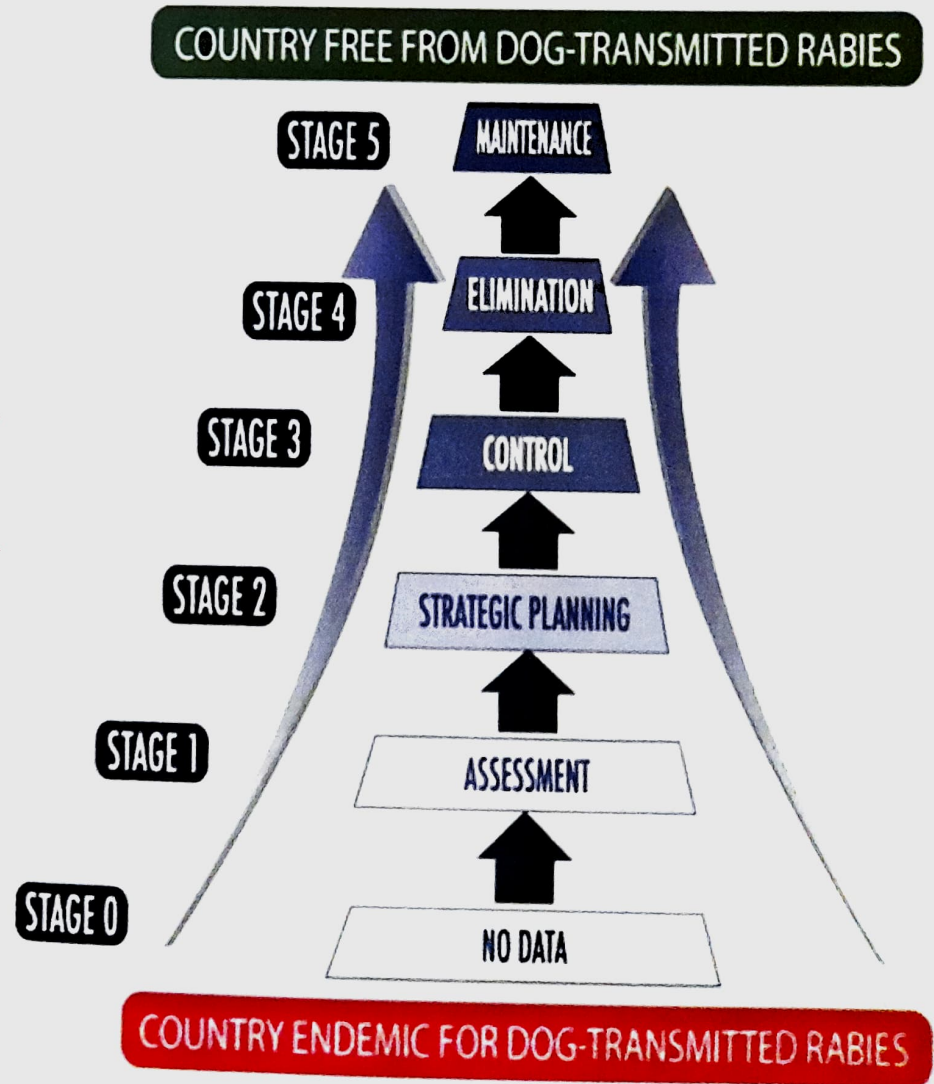 COUNTRY FREE FROM DOG-TRANSMITTED RABIES
STAGE 5
MAINTENANCE
STAGE 4
ELIMINATION
STAGE 3
CONTROL
STAGE 2
STRATEGIC PLANNING
STAGE 1
ASSESSMENT
STAGE 0
NO DATA
COUNTRY ENDEMIC FOR DOG-TRANSMITTED RABIES